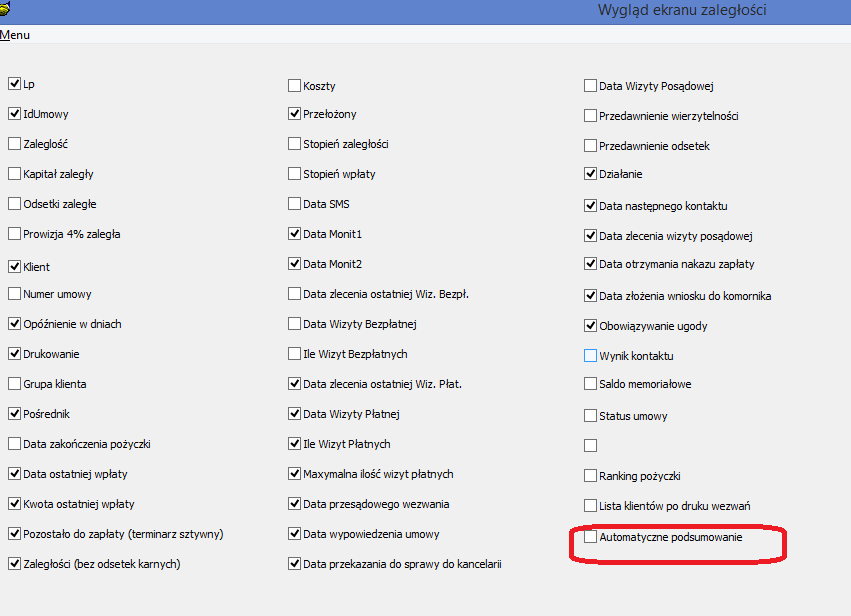 Wygląd ekranu zaległości
Menu
Lp
IdUmowy
Zaleglość
Kapitał zaległy
Odsetki zaległe
Prowizja 4% zaległa
Klient
Numer umowy
Opóźnienie w dniach
Drukowanie
Grupa klienta
Pośrednik
Data zakończenia pożyczki
Data ostatniej wpłaty
Kwota ostatniej wpłaty
Pozostało do zapłaty (terminarz sztywny)
Zaległości (bez odsetek karnych)
Koszty
Przełożony
Stopień zaległości
Stopień wpłaty
Data SMS
Data Monit1
Data Monit2
Data zlecenia ostatniej Wiz. Bezpł.
Data Wizyty Bezpłatnej
Ile Wizyt Bezpłatnych
Data zlecenia ostatniej Wiz. Płat.
Data Wizyty Płatnej
Ile Wizyt Płatnych
Maxymalna ilość wizyt płatnych
Data przesądowego wezwania
Data wypowiedzenia umowy
Data przekazania do sprawy do kancelarii
Data Wizyty Posądowej
Przedawnienie wierzytelności
Przedawnienie odsetek
Działanie
Data następnego kontaktu
Data zlecenia wizyty posądowej
Data otrzymania nakazu zapłaty
Data złożenia wniosku do komornika
Obowiązywanie ugody
Wynik kontaktu
Saldo memoriałowe
Status umowy
Ranking pożyczki
Lista klientów po druku wezwań
Automatyczne podsumowanie